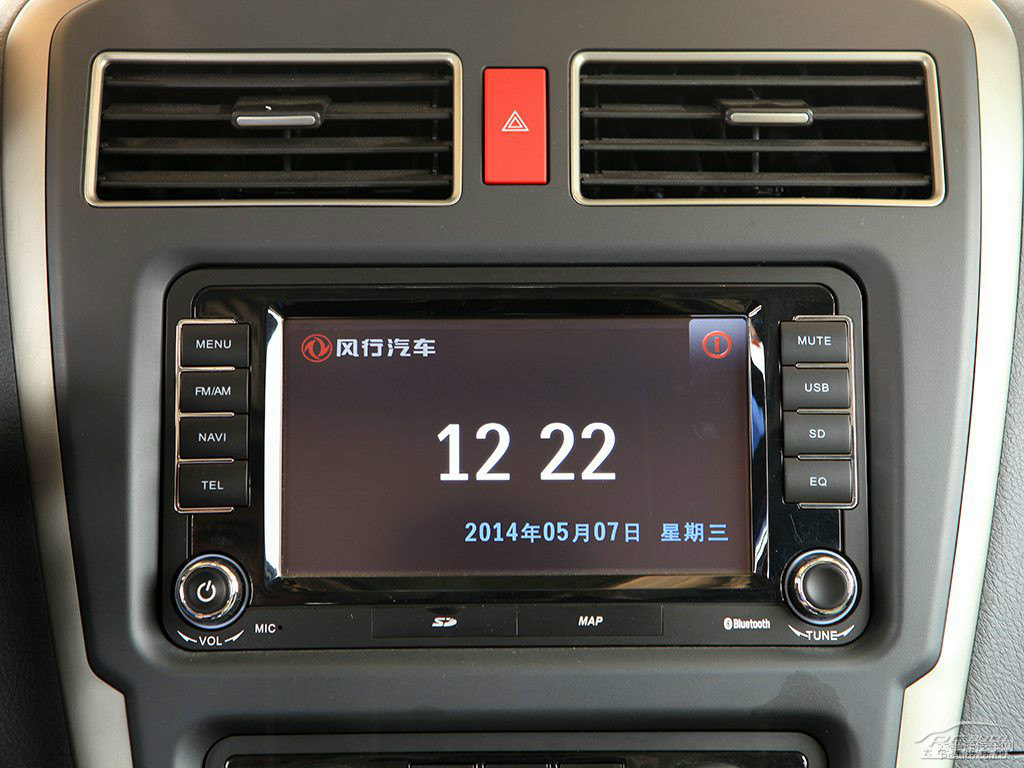 风行汽车
MENU
FM/AM
NAVI
TEL
12 22
2014年05月07日 星期三
MUTE
USB
SD
EQ
VOL
MIC
SD
MAP
Bluetooth
TUNE